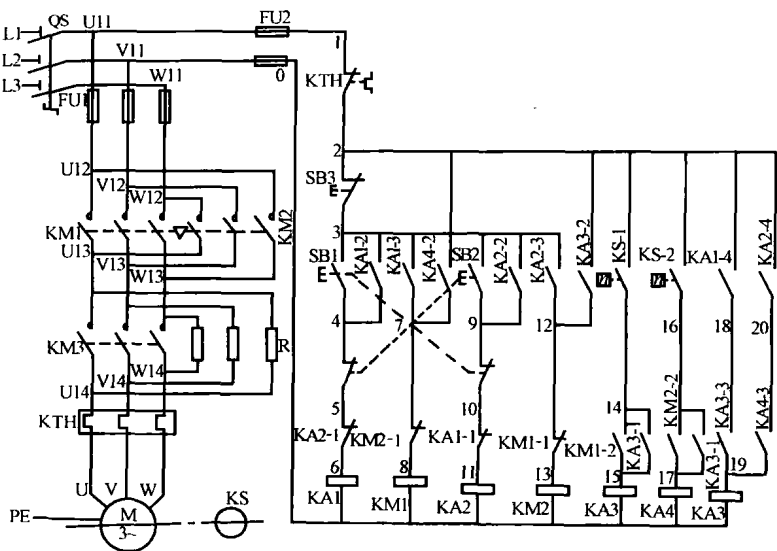 L1 QS U11 FU2 1
L2 V11 0
L3 W11 KTH
FU1
2
U12 V12 W12
SB3
3
KM1 KM2
U13 V13 W13
SB1 KA1-2 KA1-3 KA4-2 SB2 KA2-2 KA2-3 KA3-2 KS-1 KS-2 KA1-4 KA2-4
4 7 9 12 16 18 20
KM3 R
W14
V14
U14
KTH
5 10 14 KM2-2 KA3-3 KA4-3
KA2-1 KM2-1 KA1-1 KM1-1 KM1-2 KA3-1 KA3-1
6 8 11 13 15 17 19
KA1 KM1 KA2 KM2 KA3 KA4 KA3
U V W
PE M 3~ KS